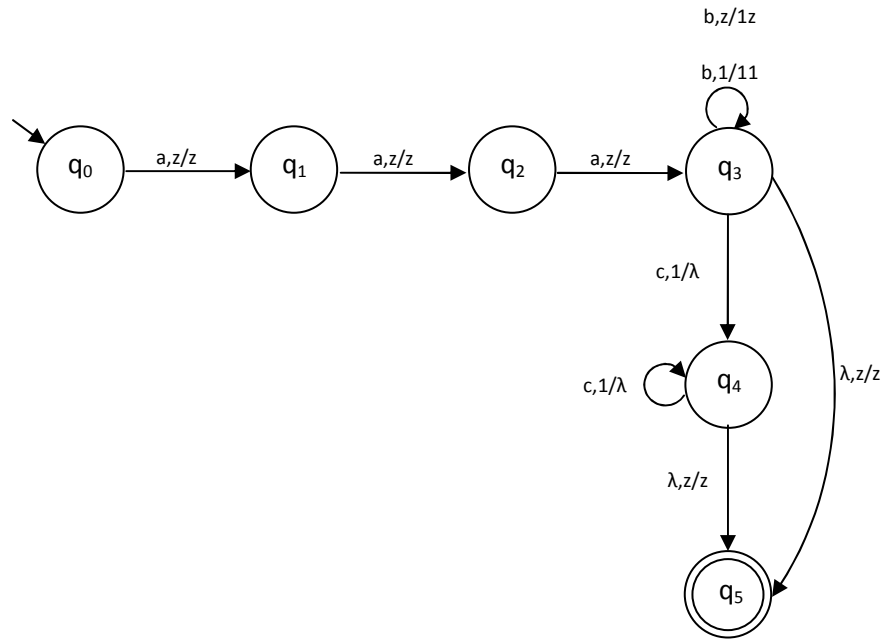 b,z/1z
b,1/11
a,z/z
a,z/z
a,z/z
q₀
q₁
q₂
q₃
c,1/λ
c,1/λ
q₄
λ,z/z
λ,z/z
q₅